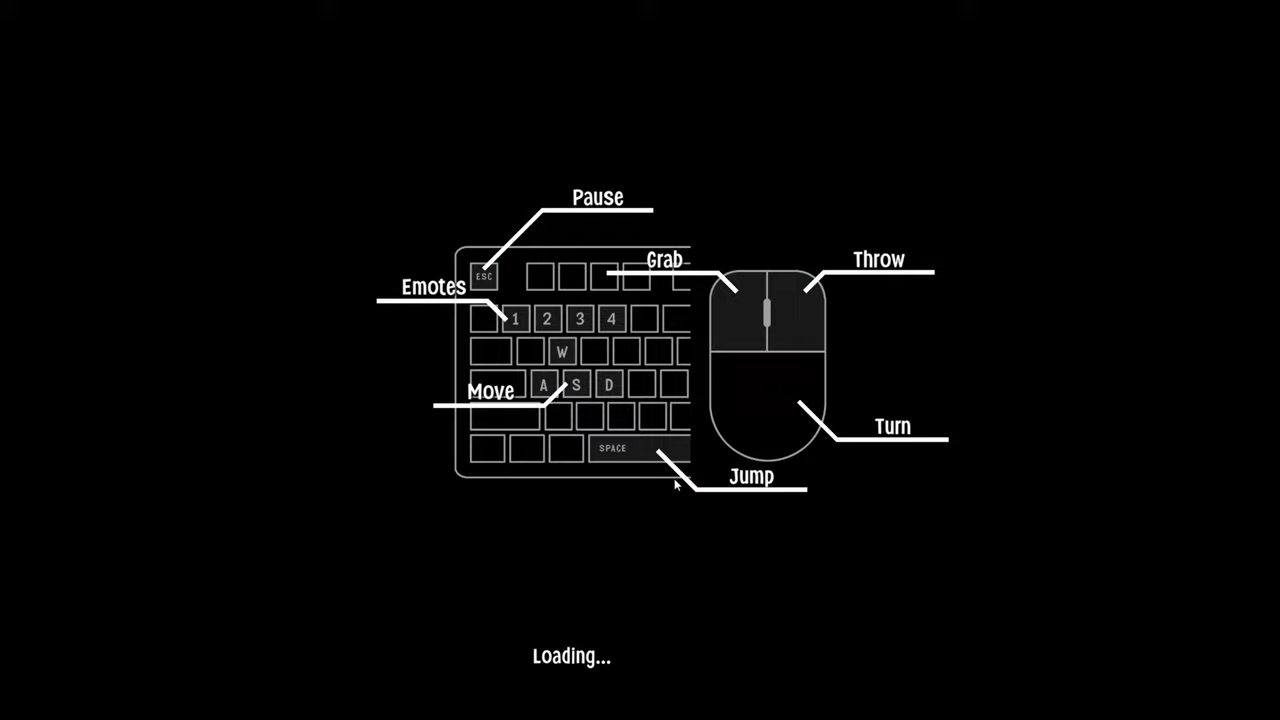 Pause
Grab
Throw
ESC
Emotes
1 2 3 4
W
Move
A S D
Turn
SPACE
Jump
Loading...